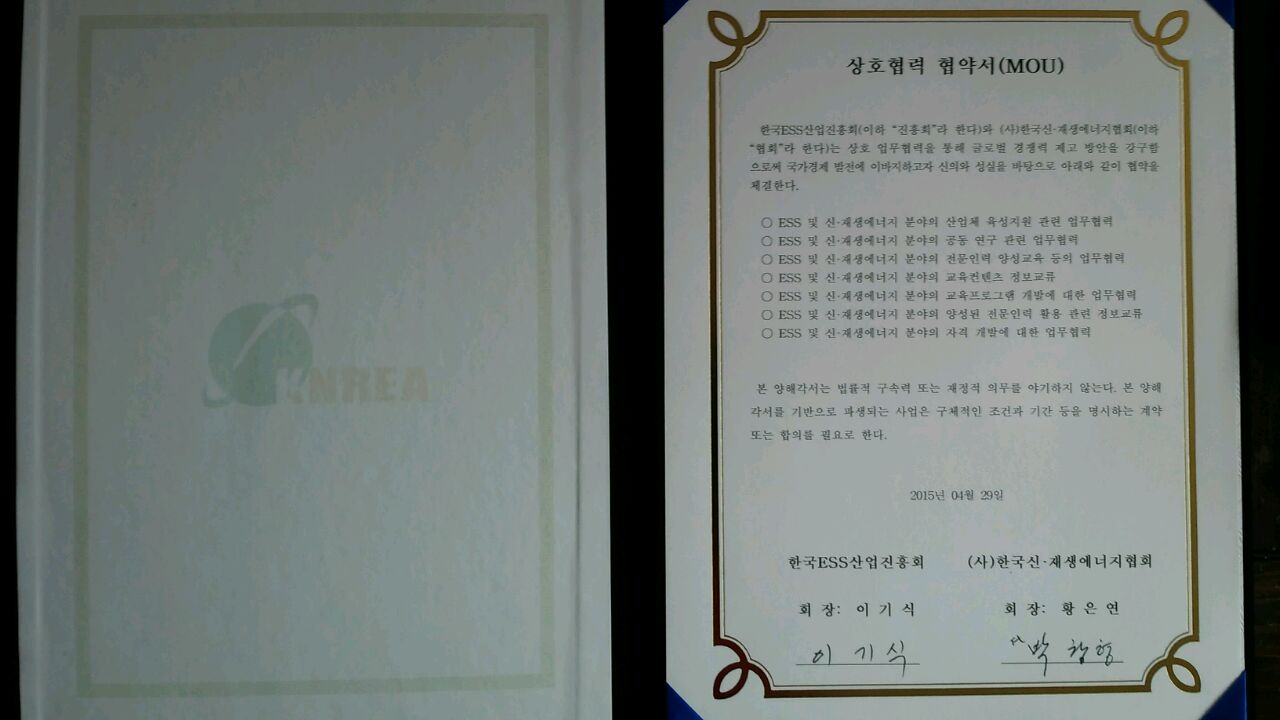 KNREA
상호협력 협약서(MOU)
한국ESS산업진흥회(이하 “진흥회”라 한다)와 (사)한국신·재생에너지협회(이하
“협회”라 한다)는 상호 업무협력을 통해 글로벌 경쟁력 제고 방안을 강구함
으로써 국가경제 발전에 이바지하고자 신의와 성실을 바탕으로 아래와 같이 협약을
체결한다.
○ ESS 및 신·재생에너지 분야의 산업체 육성지원 관련 업무협력
○ ESS 및 신·재생에너지 분야의 공동 연구 관련 업무협력
○ ESS 및 신·재생에너지 분야의 전문인력 양성교육 등의 업무협력
○ ESS 및 신·재생에너지 분야의 교육컨텐츠 정보교류
○ ESS 및 신·재생에너지 분야의 교육프로그램 개발에 대한 업무협력
○ ESS 및 신·재생에너지 분야의 양성된 전문인력 활용 관련 정보교류
○ ESS 및 신·재생에너지 분야의 자격 개발에 대한 업무협력
본 양해각서는 법률적 구속력 또는 재정적 의무를 야기하지 않는다. 본 양해
각서를 기반으로 파생되는 사업은 구체적인 조건과 기간 등을 명시하는 계약
또는 합의를 필요로 한다.
2015년 04월 29일
한국ESS산업진흥회 (사)한국신·재생에너지협회
회 장: 이 기 식 회 장: 황 은 연
이 기 식 박 창 형